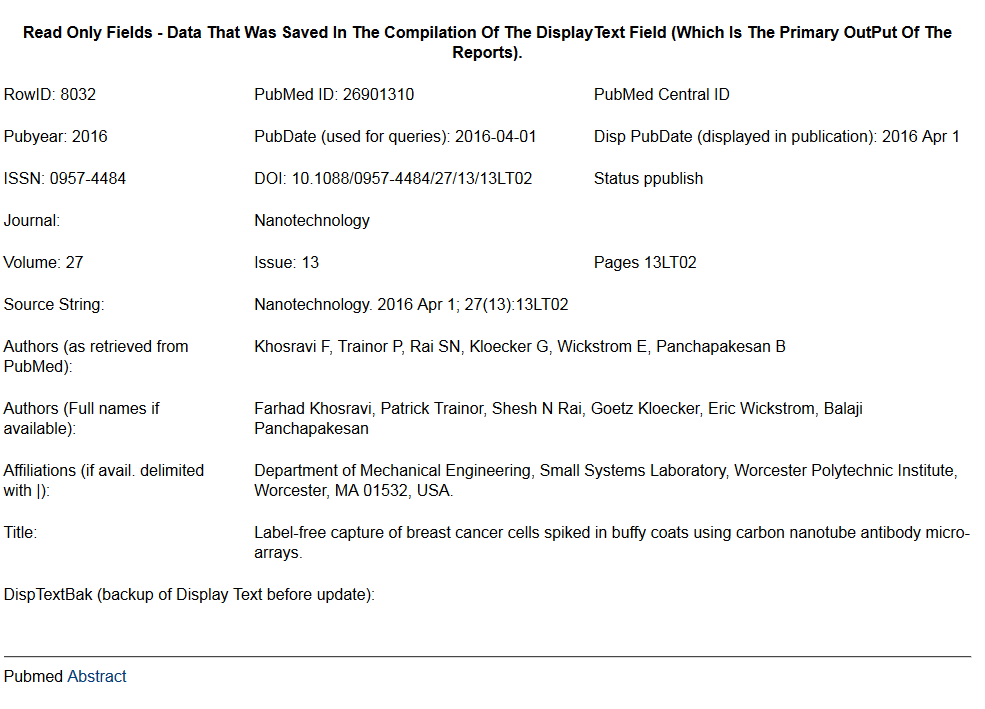 Read Only Fields - Data That Was Saved In The Compilation Of The DisplayText Field (Which Is The Primary OutPut Of The
Reports).
RowID: 8032 PubMed ID: 26901310 PubMed Central ID
Pubyear: 2016 PubDate (used for queries): 2016-04-01 Disp PubDate (displayed in publication): 2016 Apr 1
ISSN: 0957-4484 DOI: 10.1088/0957-4484/27/13/13LT02 Status ppublish
Journal: Nanotechnology
Volume: 27 Issue: 13 Pages 13LT02
Source String: Nanotechnology. 2016 Apr 1; 27(13):13LT02
Authors (as retrieved from PubMed): Khosravi F, Trainor P, Rai SN, Kloecker G, Wickstrom E, Panchapakesan B
Authors (Full names if available): Farhad Khosravi, Patrick Trainor, Shesh N Rai, Goetz Kloecker, Eric Wickstrom, Balaji
Panchapakesan
Affiliations (if avail. delimited with |): Department of Mechanical Engineering, Small Systems Laboratory, Worcester Polytechnic Institute,
Worcester, MA 01532, USA.
Title: Label-free capture of breast cancer cells spiked in buffy coats using carbon nanotube antibody micro-
arrays.
DispTextBak (backup of Display Text before update):
Pubmed Abstract